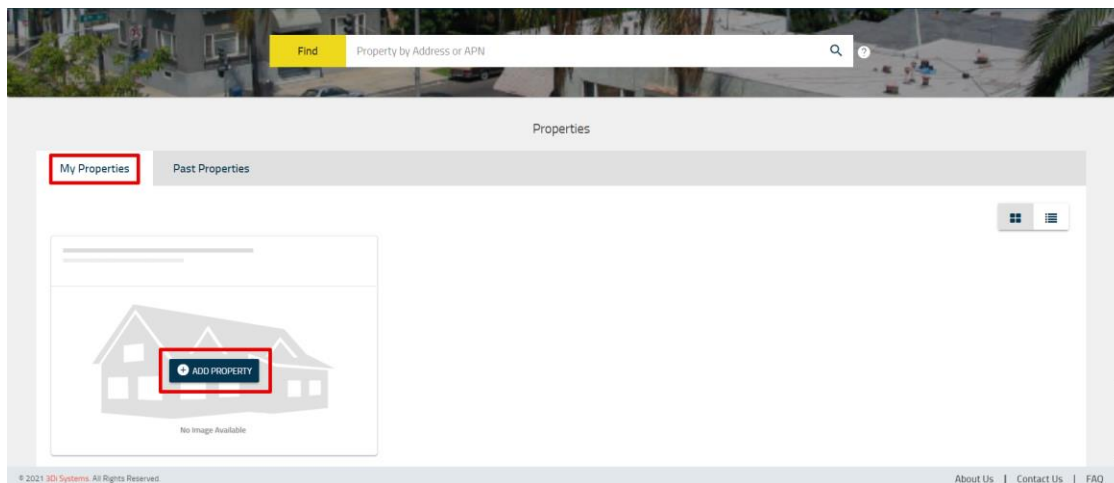 Find Property by Address or APN ?
Properties
My Properties Past Properties
ADD PROPERTY
No Image Available
© 2021 3Di Systems. All Rights Reserved. About Us | Contact Us | FAQ